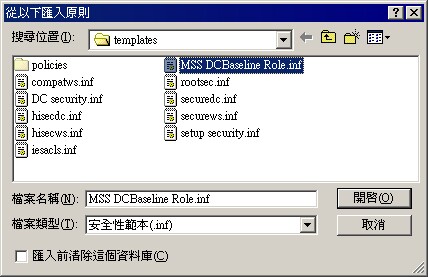 從以下匯入原則
搜尋位置(I): templates
policies
compatws.inf
DC security.inf
hisecdc.inf
hisecws.inf
iesacls.inf
MSS DCBaseline Role.inf
rootsec.inf
securedc.inf
securews.inf
setup security.inf
檔案名稱(N): MSS DCBaseline Role.inf 開啓(O)
檔案類型(T): 安全性範本(.inf) 取消
匯入前清除這個資料庫(C)